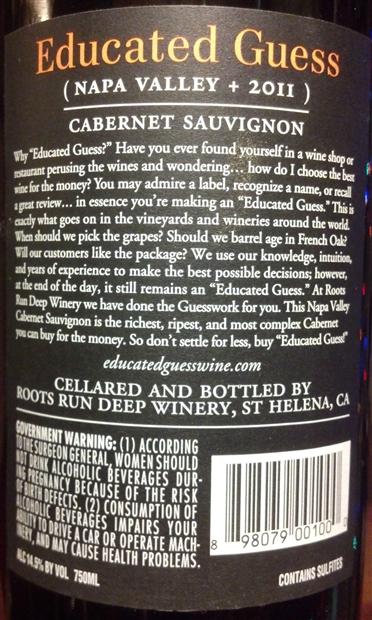 Educated Guess
( NAPA VALLEY + 2011 )
CABERNET SAUVIGNON
Why "Educated Guess?" Have you ever found yourself in a wine shop or
restaurant perusing the wines and wondering... how do I choose the best
wine for the money? You may admire a label, recognize a name, or recall
a great review... in essence you're making an "Educated Guess." This is
exactly what goes on in the vineyards and wineries around the world.
When should we pick the grapes? Should we barrel age in French Oak?
Will our customers like the package? We use our knowledge, intuition,
and years of experience to make the best possible decisions; however,
at the end of the day, it still remains an "Educated Guess." At Roots
Run Deep Winery we have done the Guesswork for you. This Napa Valley
Cabernet Sauvignon is the richest, ripest, and most complex Cabernet
you can buy for the money. So don't settle for less, buy "Educated Guess!"
educatedguesswine.com
CELLARED AND BOTTLED BY
ROOTS RUN DEEP WINERY, ST HELENA, CA
GOVERNMENT WARNING: (1) ACCORDING
TO THE SURGEON GENERAL, WOMEN SHOULD
NOT DRINK ALCOHOLIC BEVERAGES DUR-
ING PREGNANCY BECAUSE OF THE RISK
OF BIRTH DEFECTS. (2) CONSUMPTION OF
ALCOHOLIC BEVERAGES IMPAIRS YOUR
ABILITY TO DRIVE A CAR OR OPERATE MACH-
INERY, AND MAY CAUSE HEALTH PROBLEMS.
ALC 14.5% BY VOL 750ML
8 98079 00100 0
CONTAINS SULFITES